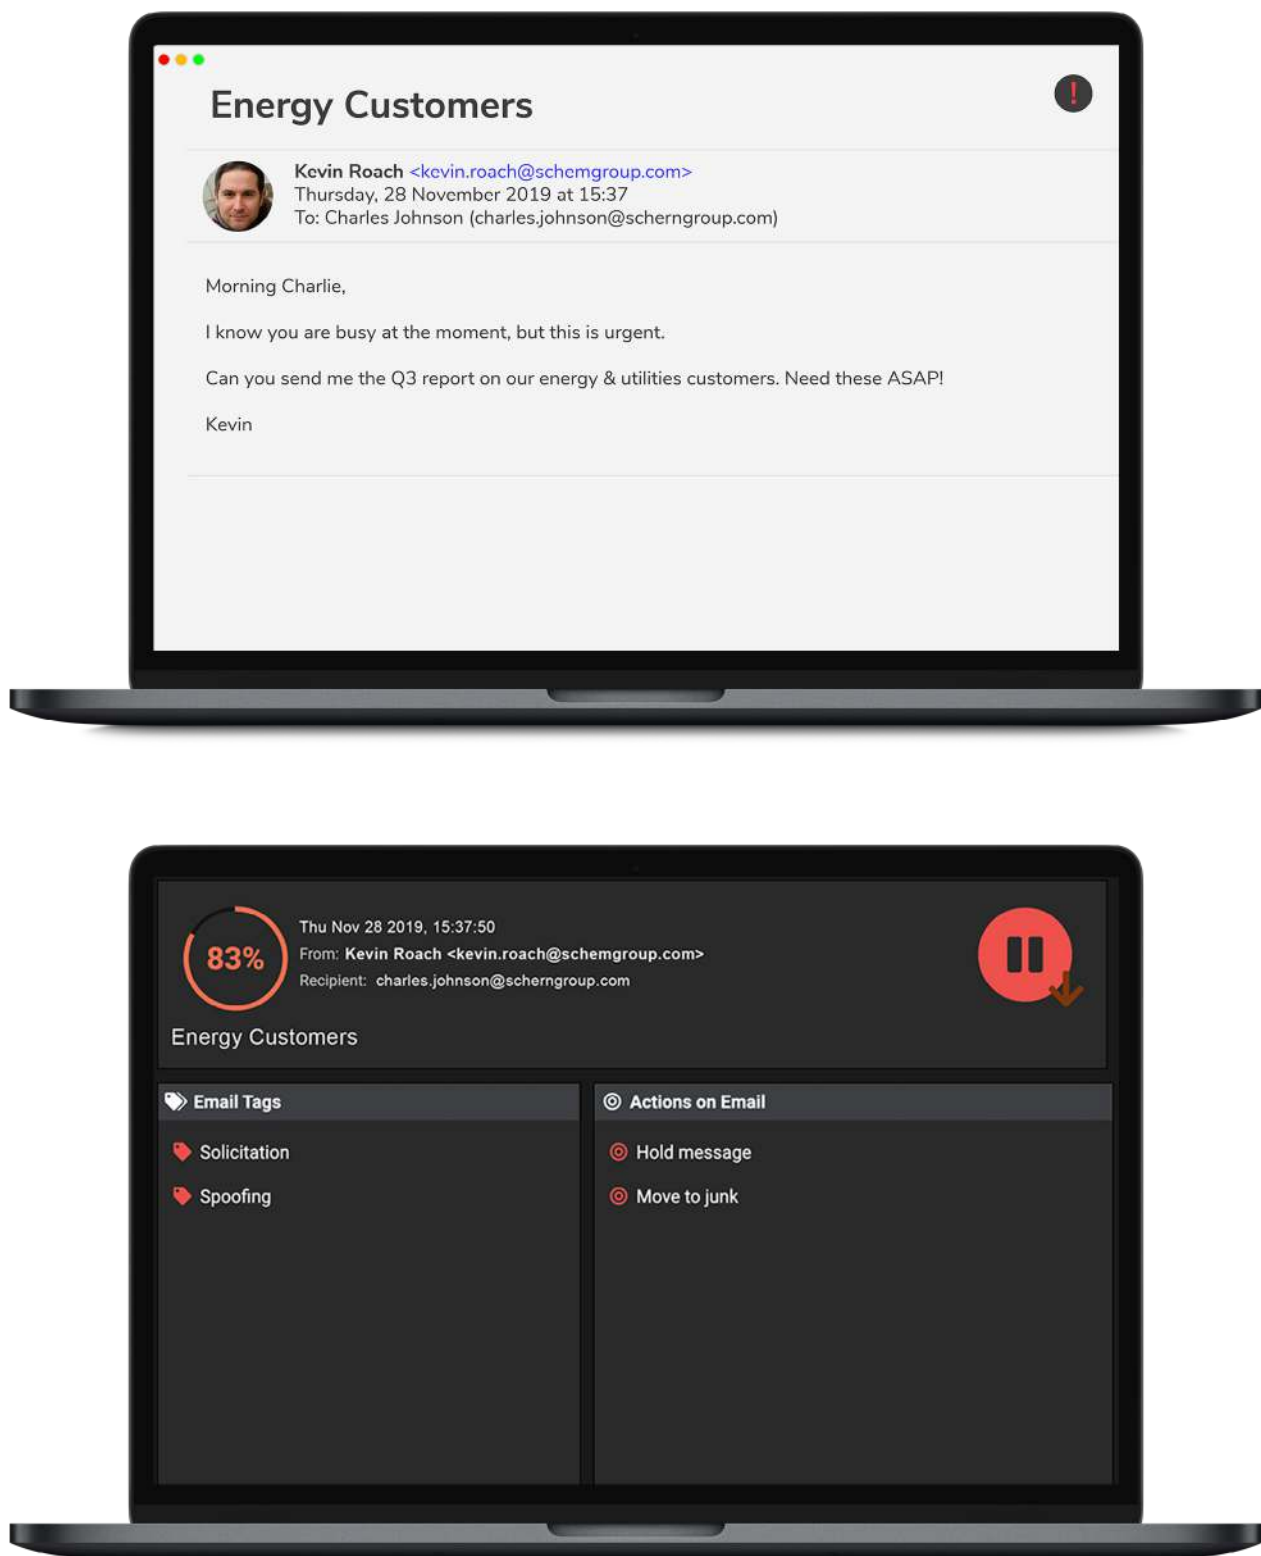 Energy Customers
!
Kevin Roach <kevin.roach@schemgroup.com>
Thursday, 28 November 2019 at 15:37
To: Charles Johnson (charles.johnson@scherngroup.com)
Morning Charlie,
I know you are busy at the moment, but this is urgent.
Can you send me the Q3 report on our energy & utilities customers. Need these ASAP!
Kevin
83%
Thu Nov 28 2019, 15:37:50
From: Kevin Roach <kevin.roach@schemgroup.com>
Recipient: charles.johnson@scherngroup.com
Energy Customers
Email Tags
Solicitation
Spoofing
Actions on Email
Hold message
Move to junk